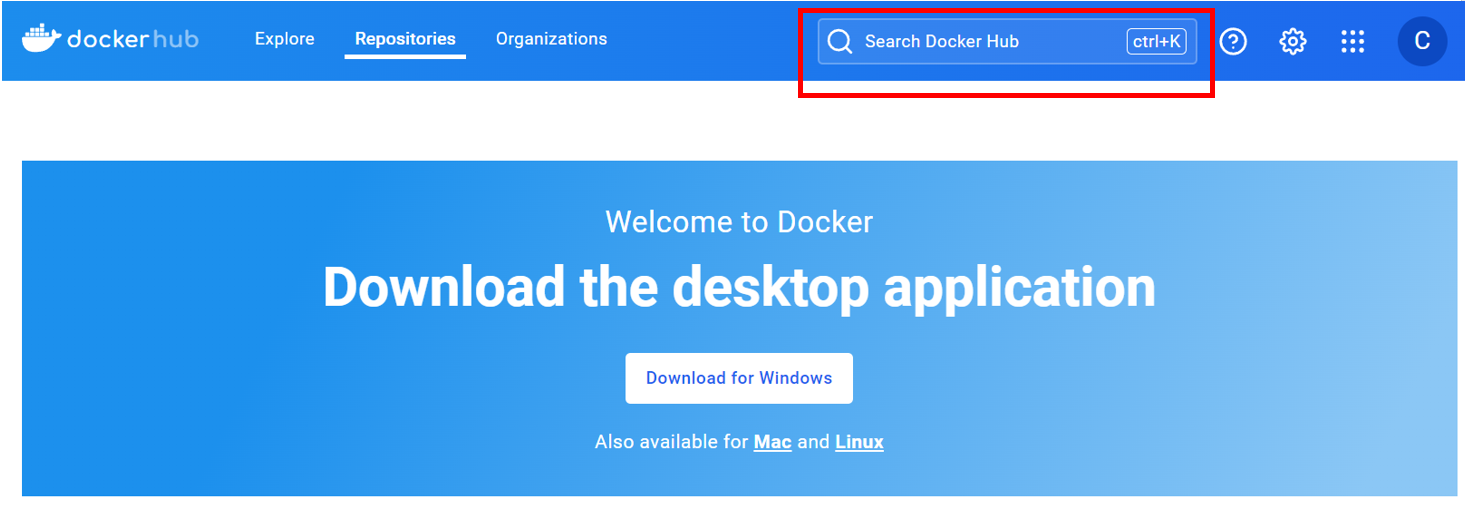 dockerhub Explore Repositories Organizations Search Docker Hub ctrl+K ? C
Welcome to Docker
Download the desktop application
Download for Windows
Also available for Mac and Linux